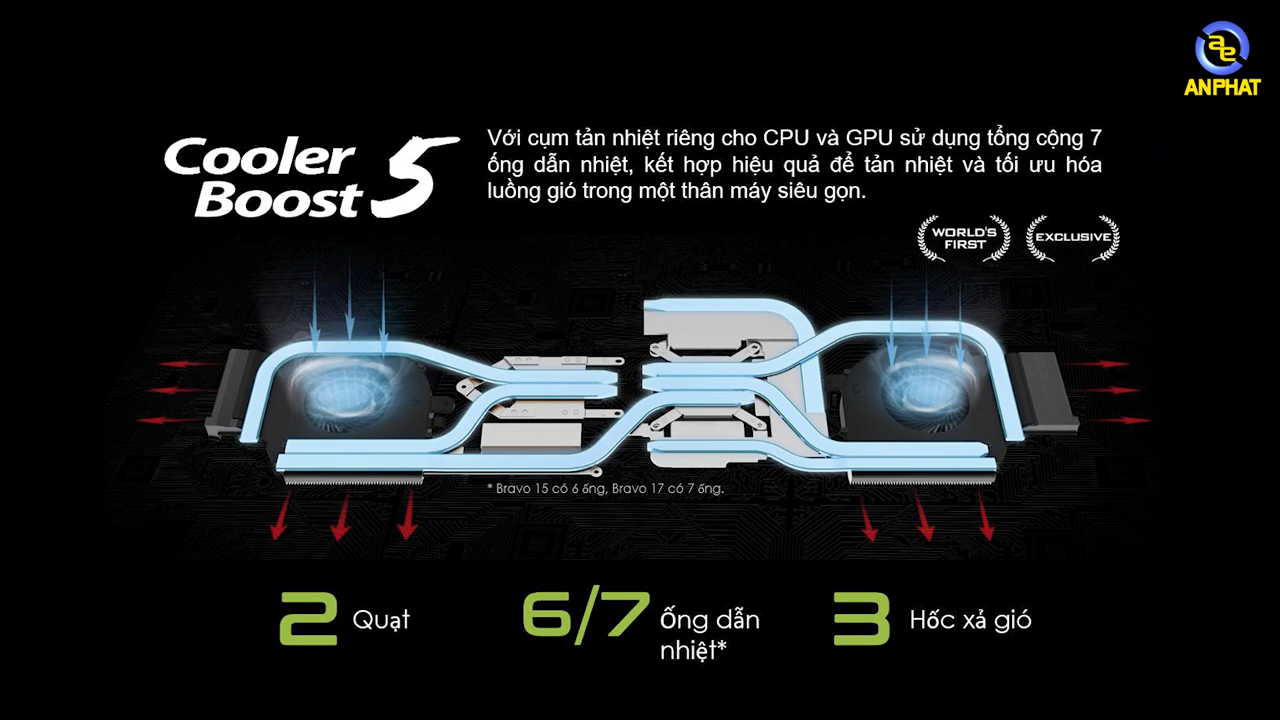 ae
ANPHAT
Cooler
Boost 5
Với cụm tản nhiệt riêng cho CPU và GPU sử dụng tổng cộng 7
ống dẫn nhiệt, kết hợp hiệu quả để tản nhiệt và tối ưu hóa
luồng gió trong một thân máy siêu gọn.
WORLD'S
FIRST
EXCLUSIVE
* Bravo 15 có 6 ống, Bravo 17 có 7 ống.
2 Quạt
6/7 ống dẫn
nhiệt*
3 Hốc xả gió